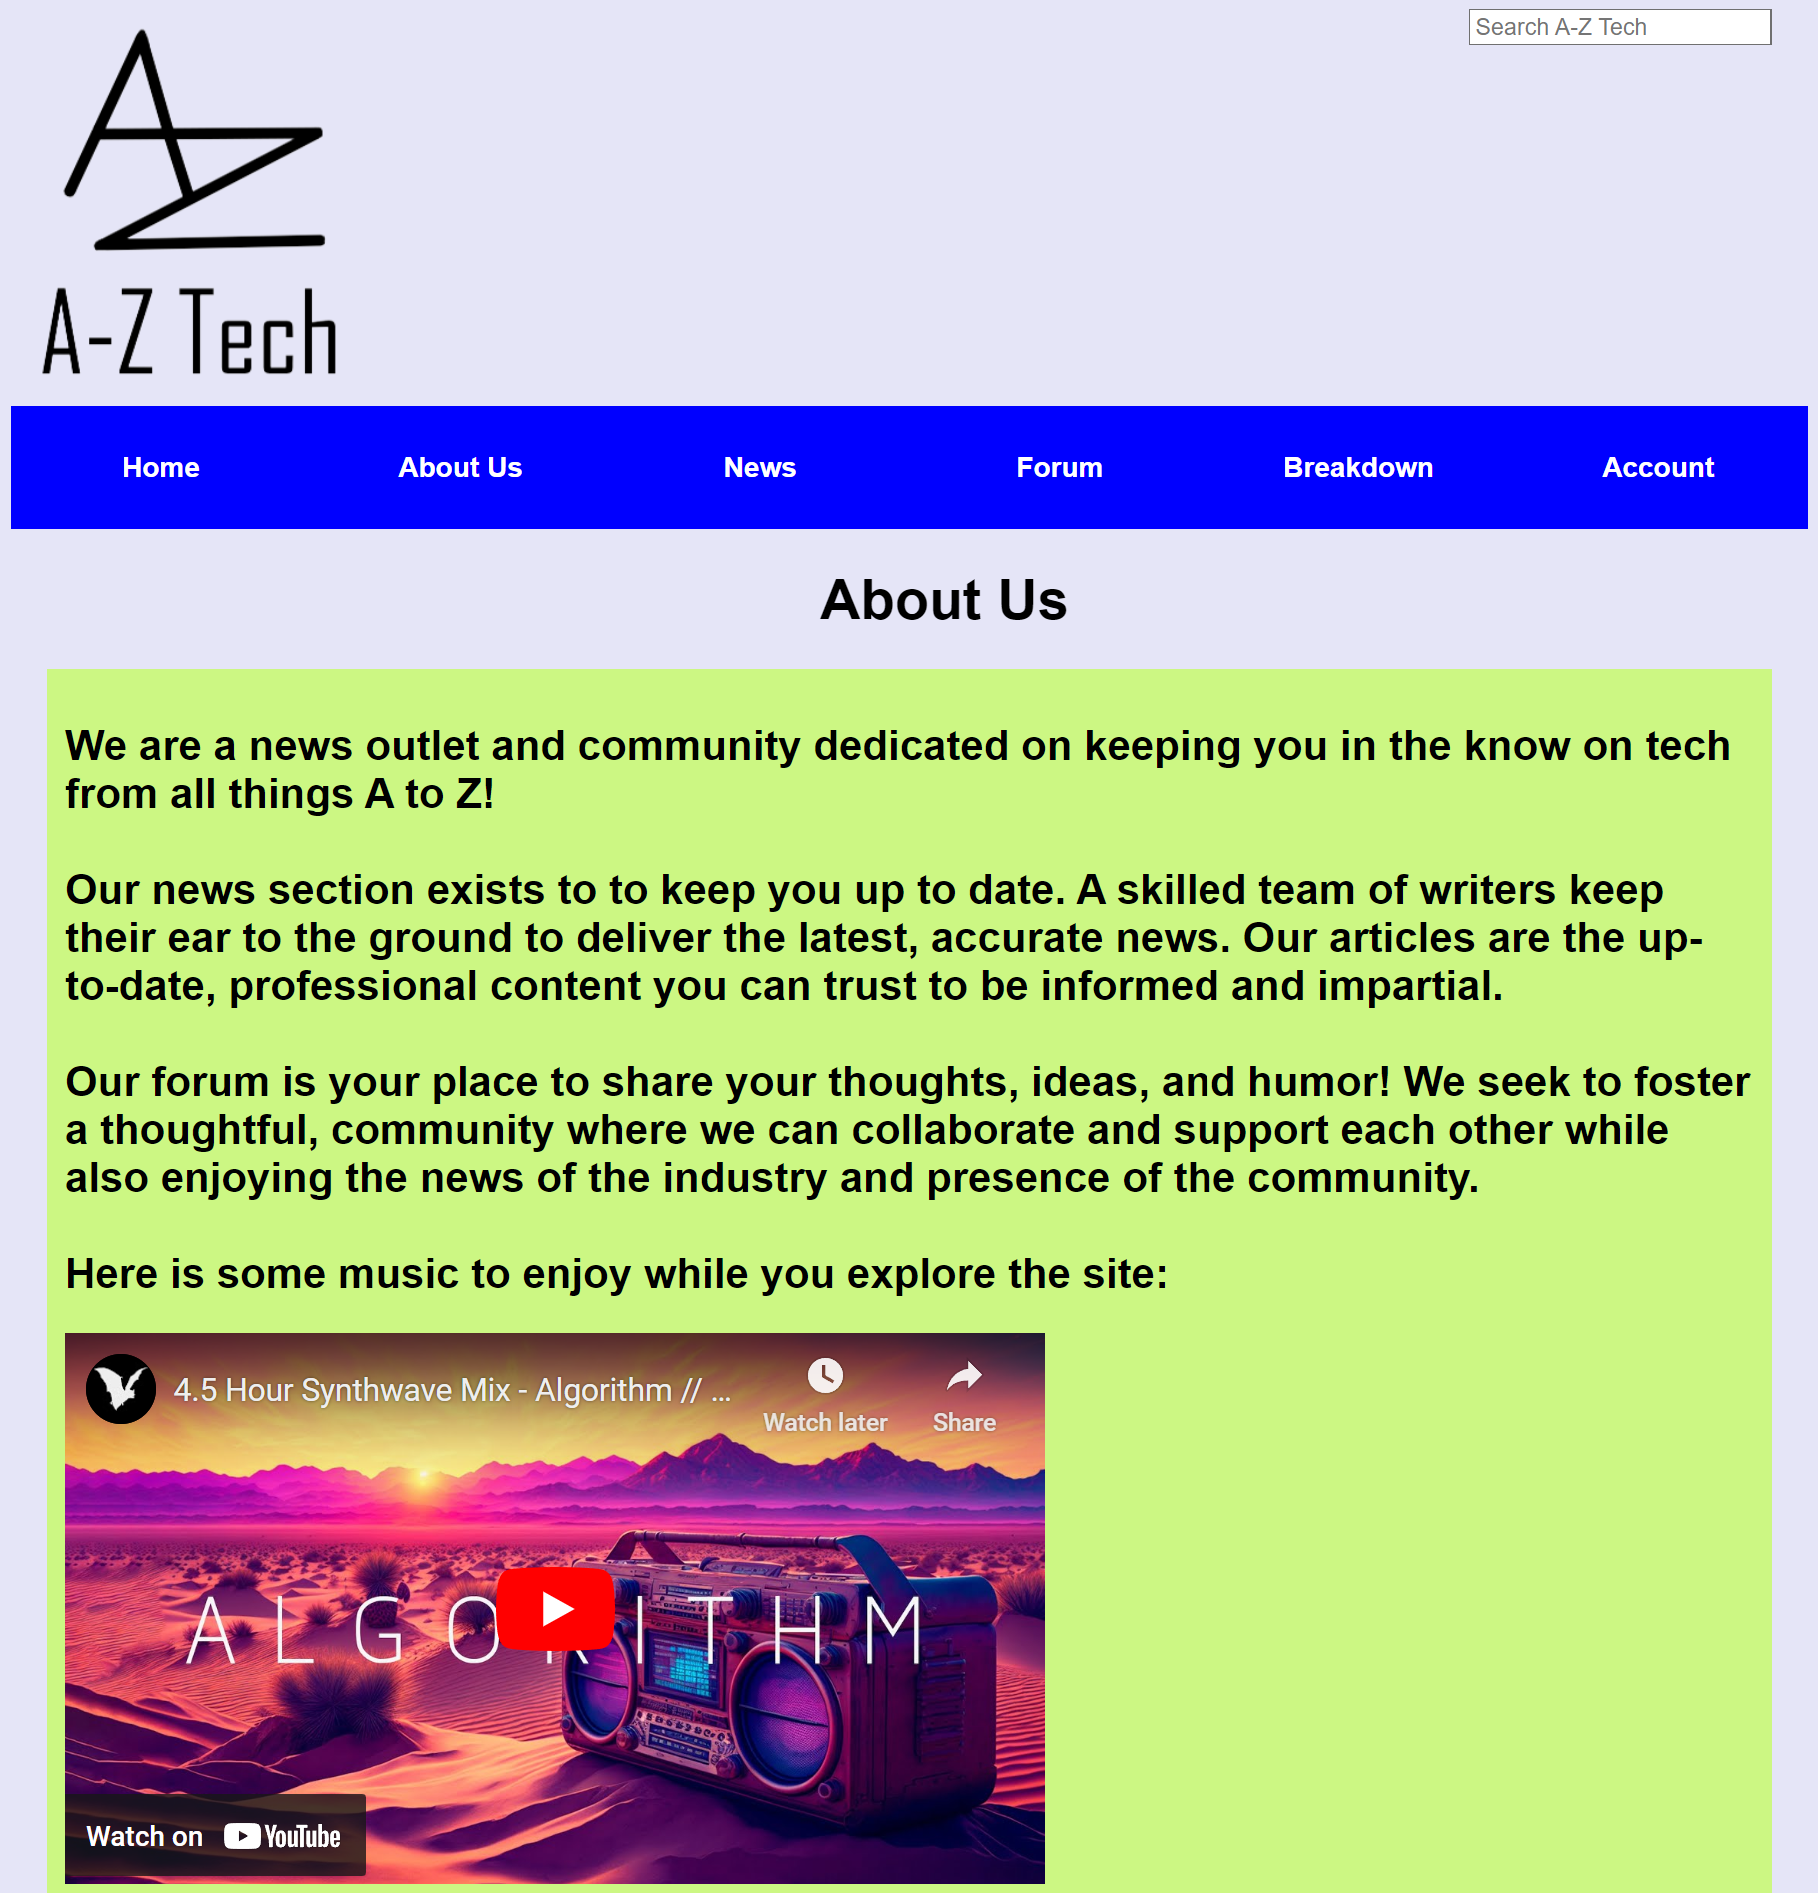 Search A-Z Tech
AZ
A-Z Tech
Home About Us News Forum Breakdown Account
About Us
We are a news outlet and community dedicated on keeping you in the know on tech
from all things A to Z!
Our news section exists to to keep you up to date. A skilled team of writers keep
their ear to the ground to deliver the latest, accurate news. Our articles are the up-
to-date, professional content you can trust to be informed and impartial.
Our forum is your place to share your thoughts, ideas, and humor! We seek to foster
a thoughtful, community where we can collaborate and support each other while
also enjoying the news of the industry and presence of the community.
Here is some music to enjoy while you explore the site:
4.5 Hour Synthwave Mix - Algorithm // ...
Watch later Share
ALGORITHM
Watch on YouTube